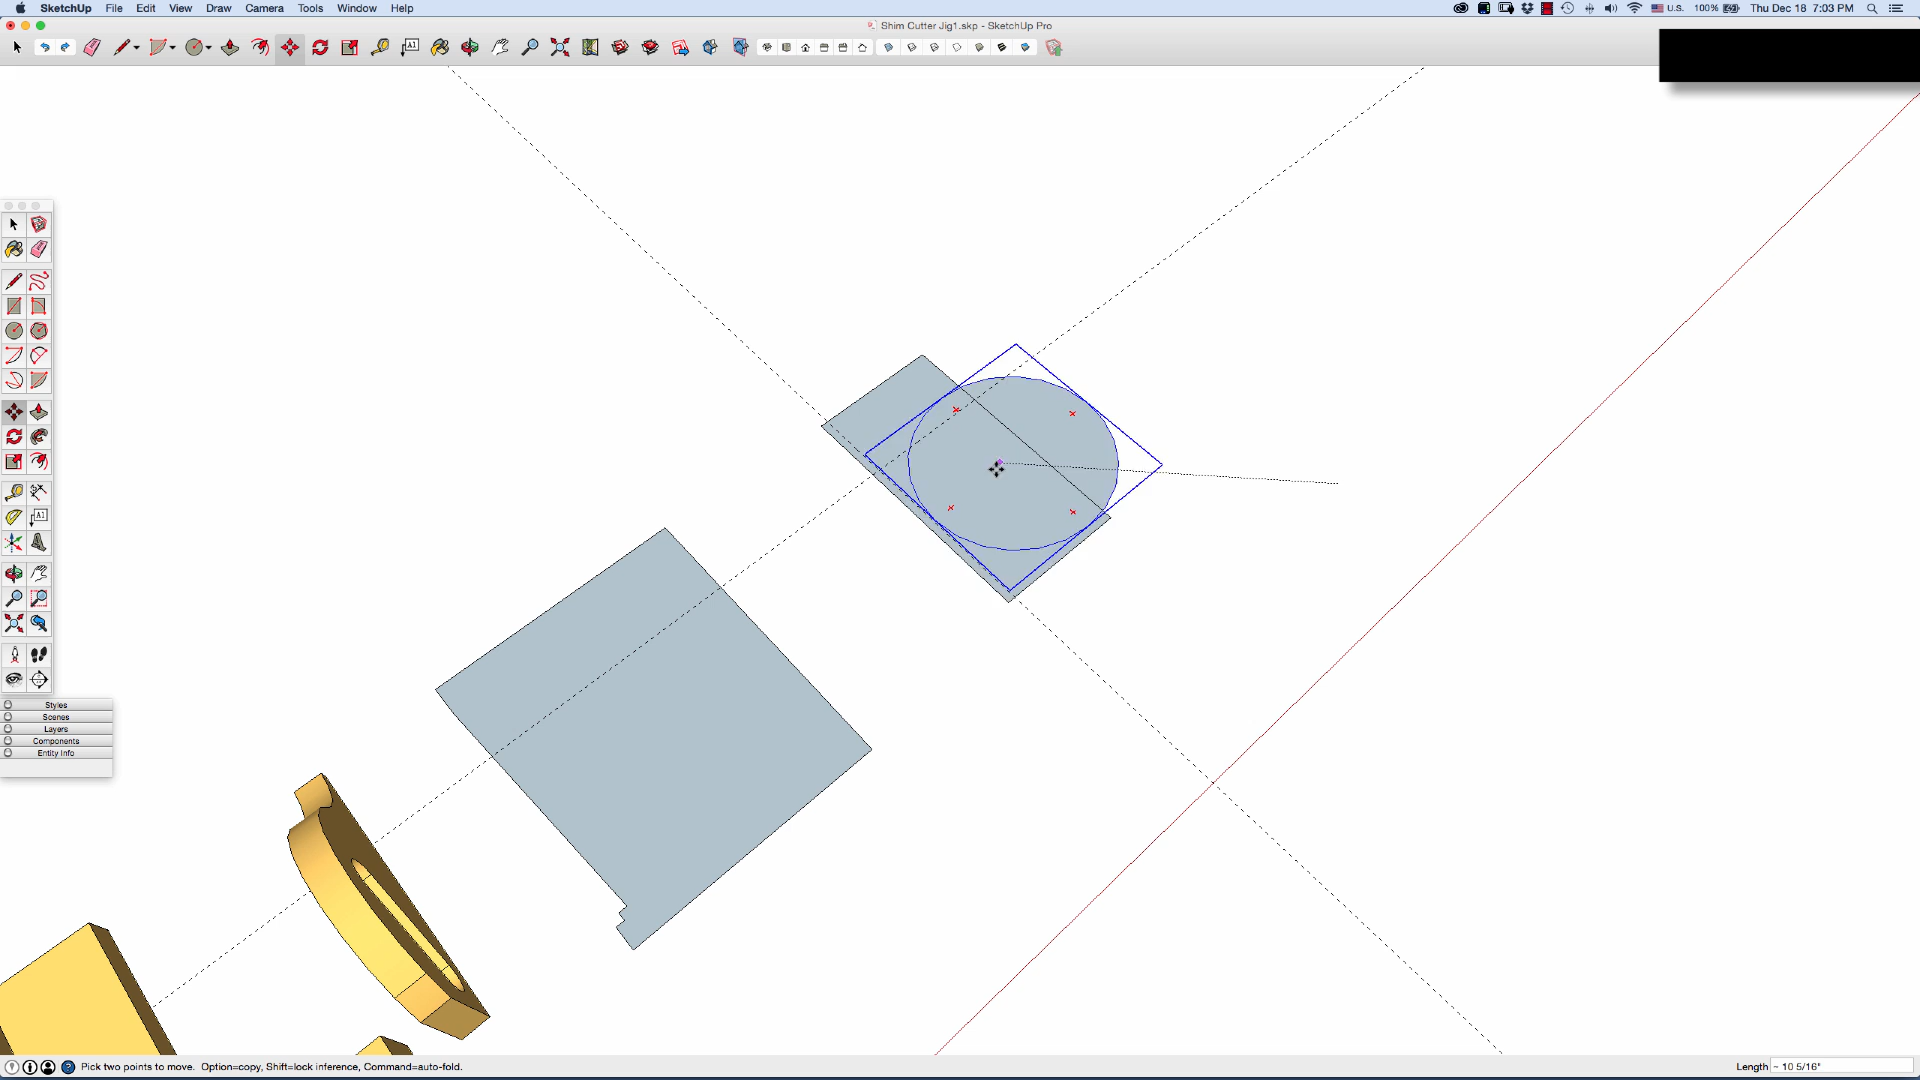 SketchUp File Edit View Draw Camera Tools Window Help
U.S. 100% Thu Dec 18 7:03 PM
Shim Cutter Jig1.skp - SketchUp Pro
A1
A1
Styles
Scenes
Layers
Components
Entity Info
Pick two points to move. Option=copy, Shift=lock inference, Command=auto-fold.
Length ~ 10 5/16"